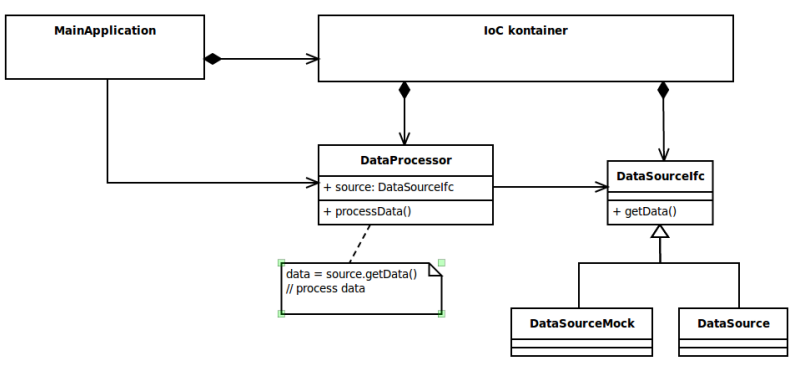 MainApplication
IoC kontainer
DataProcessor
+ source: DataSourceIfc
+ processData()
DataSourceIfc
+ getData()
data = source.getData()
// process data
DataSourceMock
DataSource